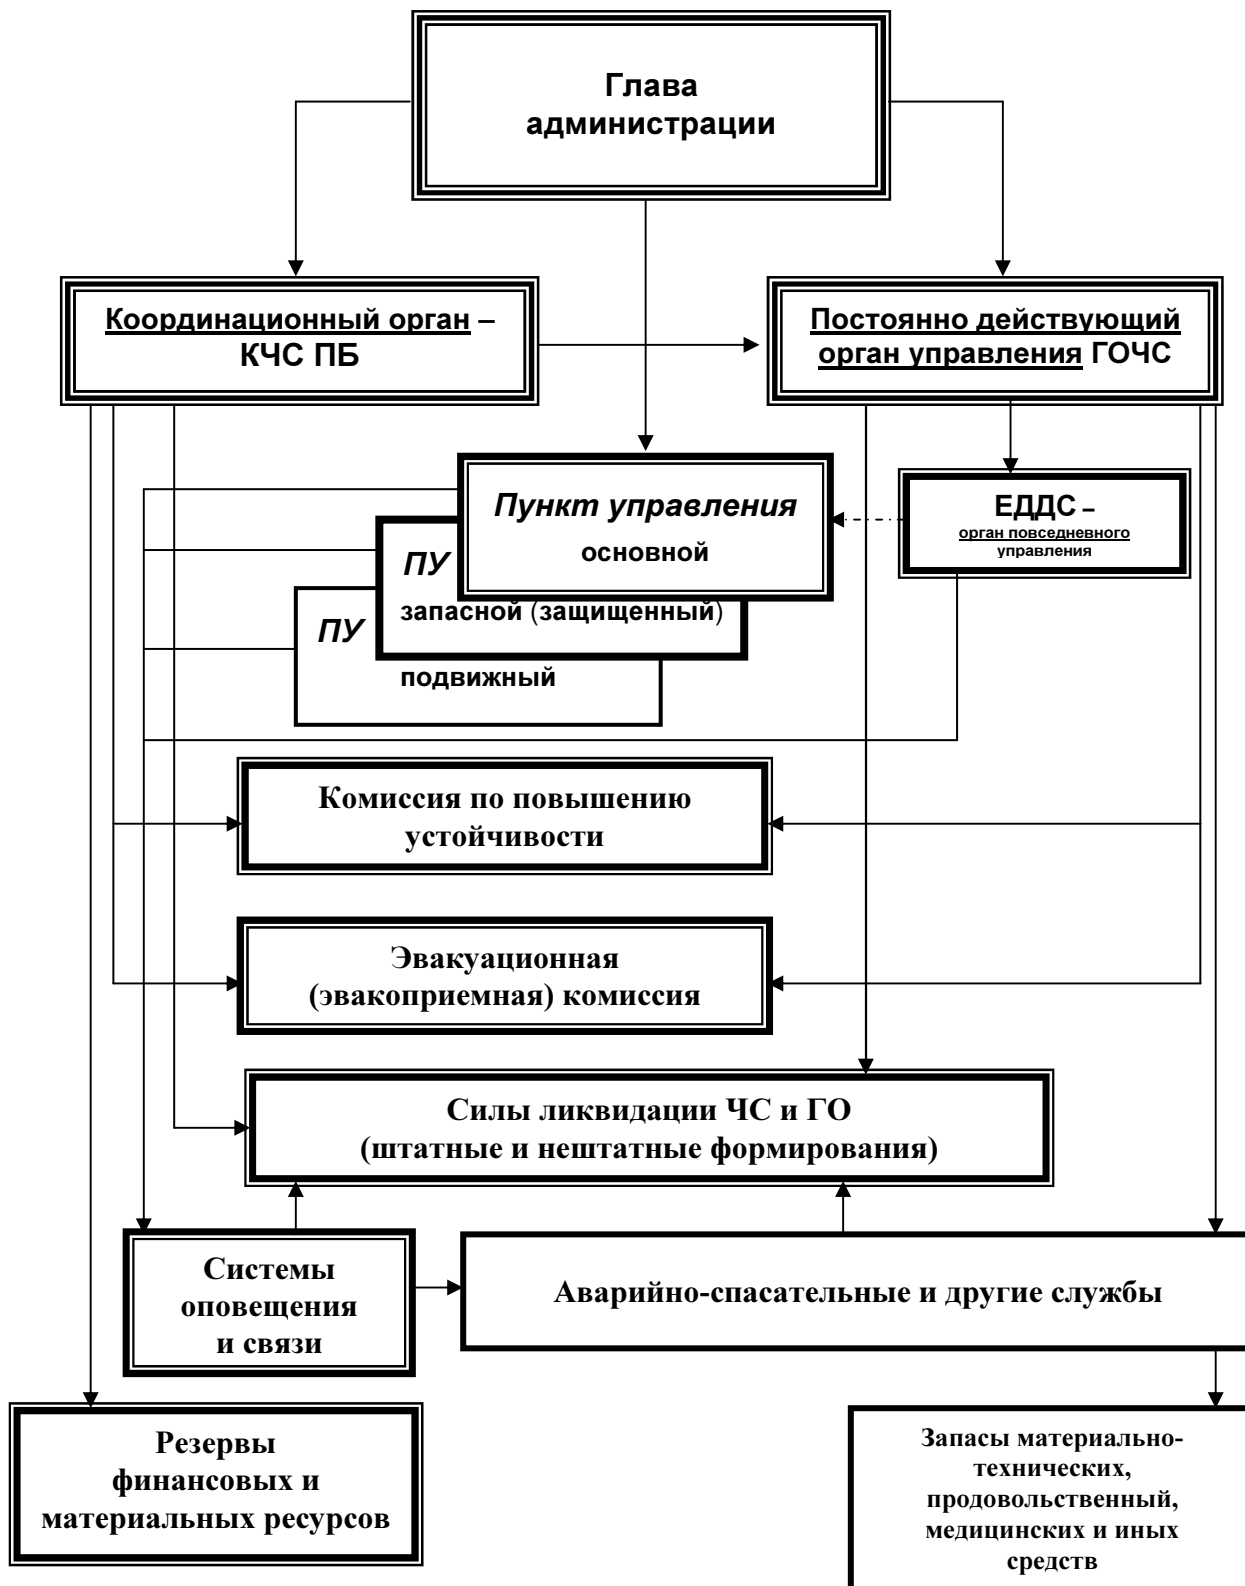 Глава
администрации
Координационный орган –
КЧС ПБ
Постоянно действующий
орган управления ГОЧС
Пункт управления
основной
ЕДДС –
орган повседневного
управления
ПУ
запасной (защищенный)
ПУ
подвижный
Комиссия по повышению
устойчивости
Эвакуационная
(эвакоприемная) комиссия
Силы ликвидации ЧС и ГО
(штатные и нештатные формирования)
Системы
оповещения
и связи
Аварийно-спасательные и другие службы
Резервы
финансовых и
материальных ресурсов
Запасы материально-
технических,
продовольственный,
медицинских и иных
средств